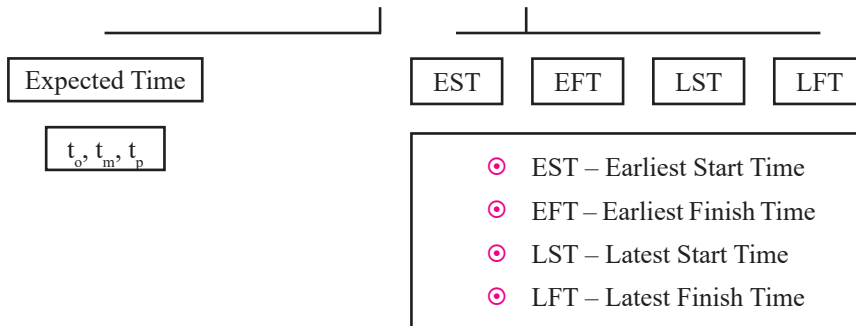 Expected Time
EST EFT LST LFT
tₒ, tₘ, tₚ
EST – Earliest Start Time
EFT – Earliest Finish Time
LST – Latest Start Time
LFT – Latest Finish Time